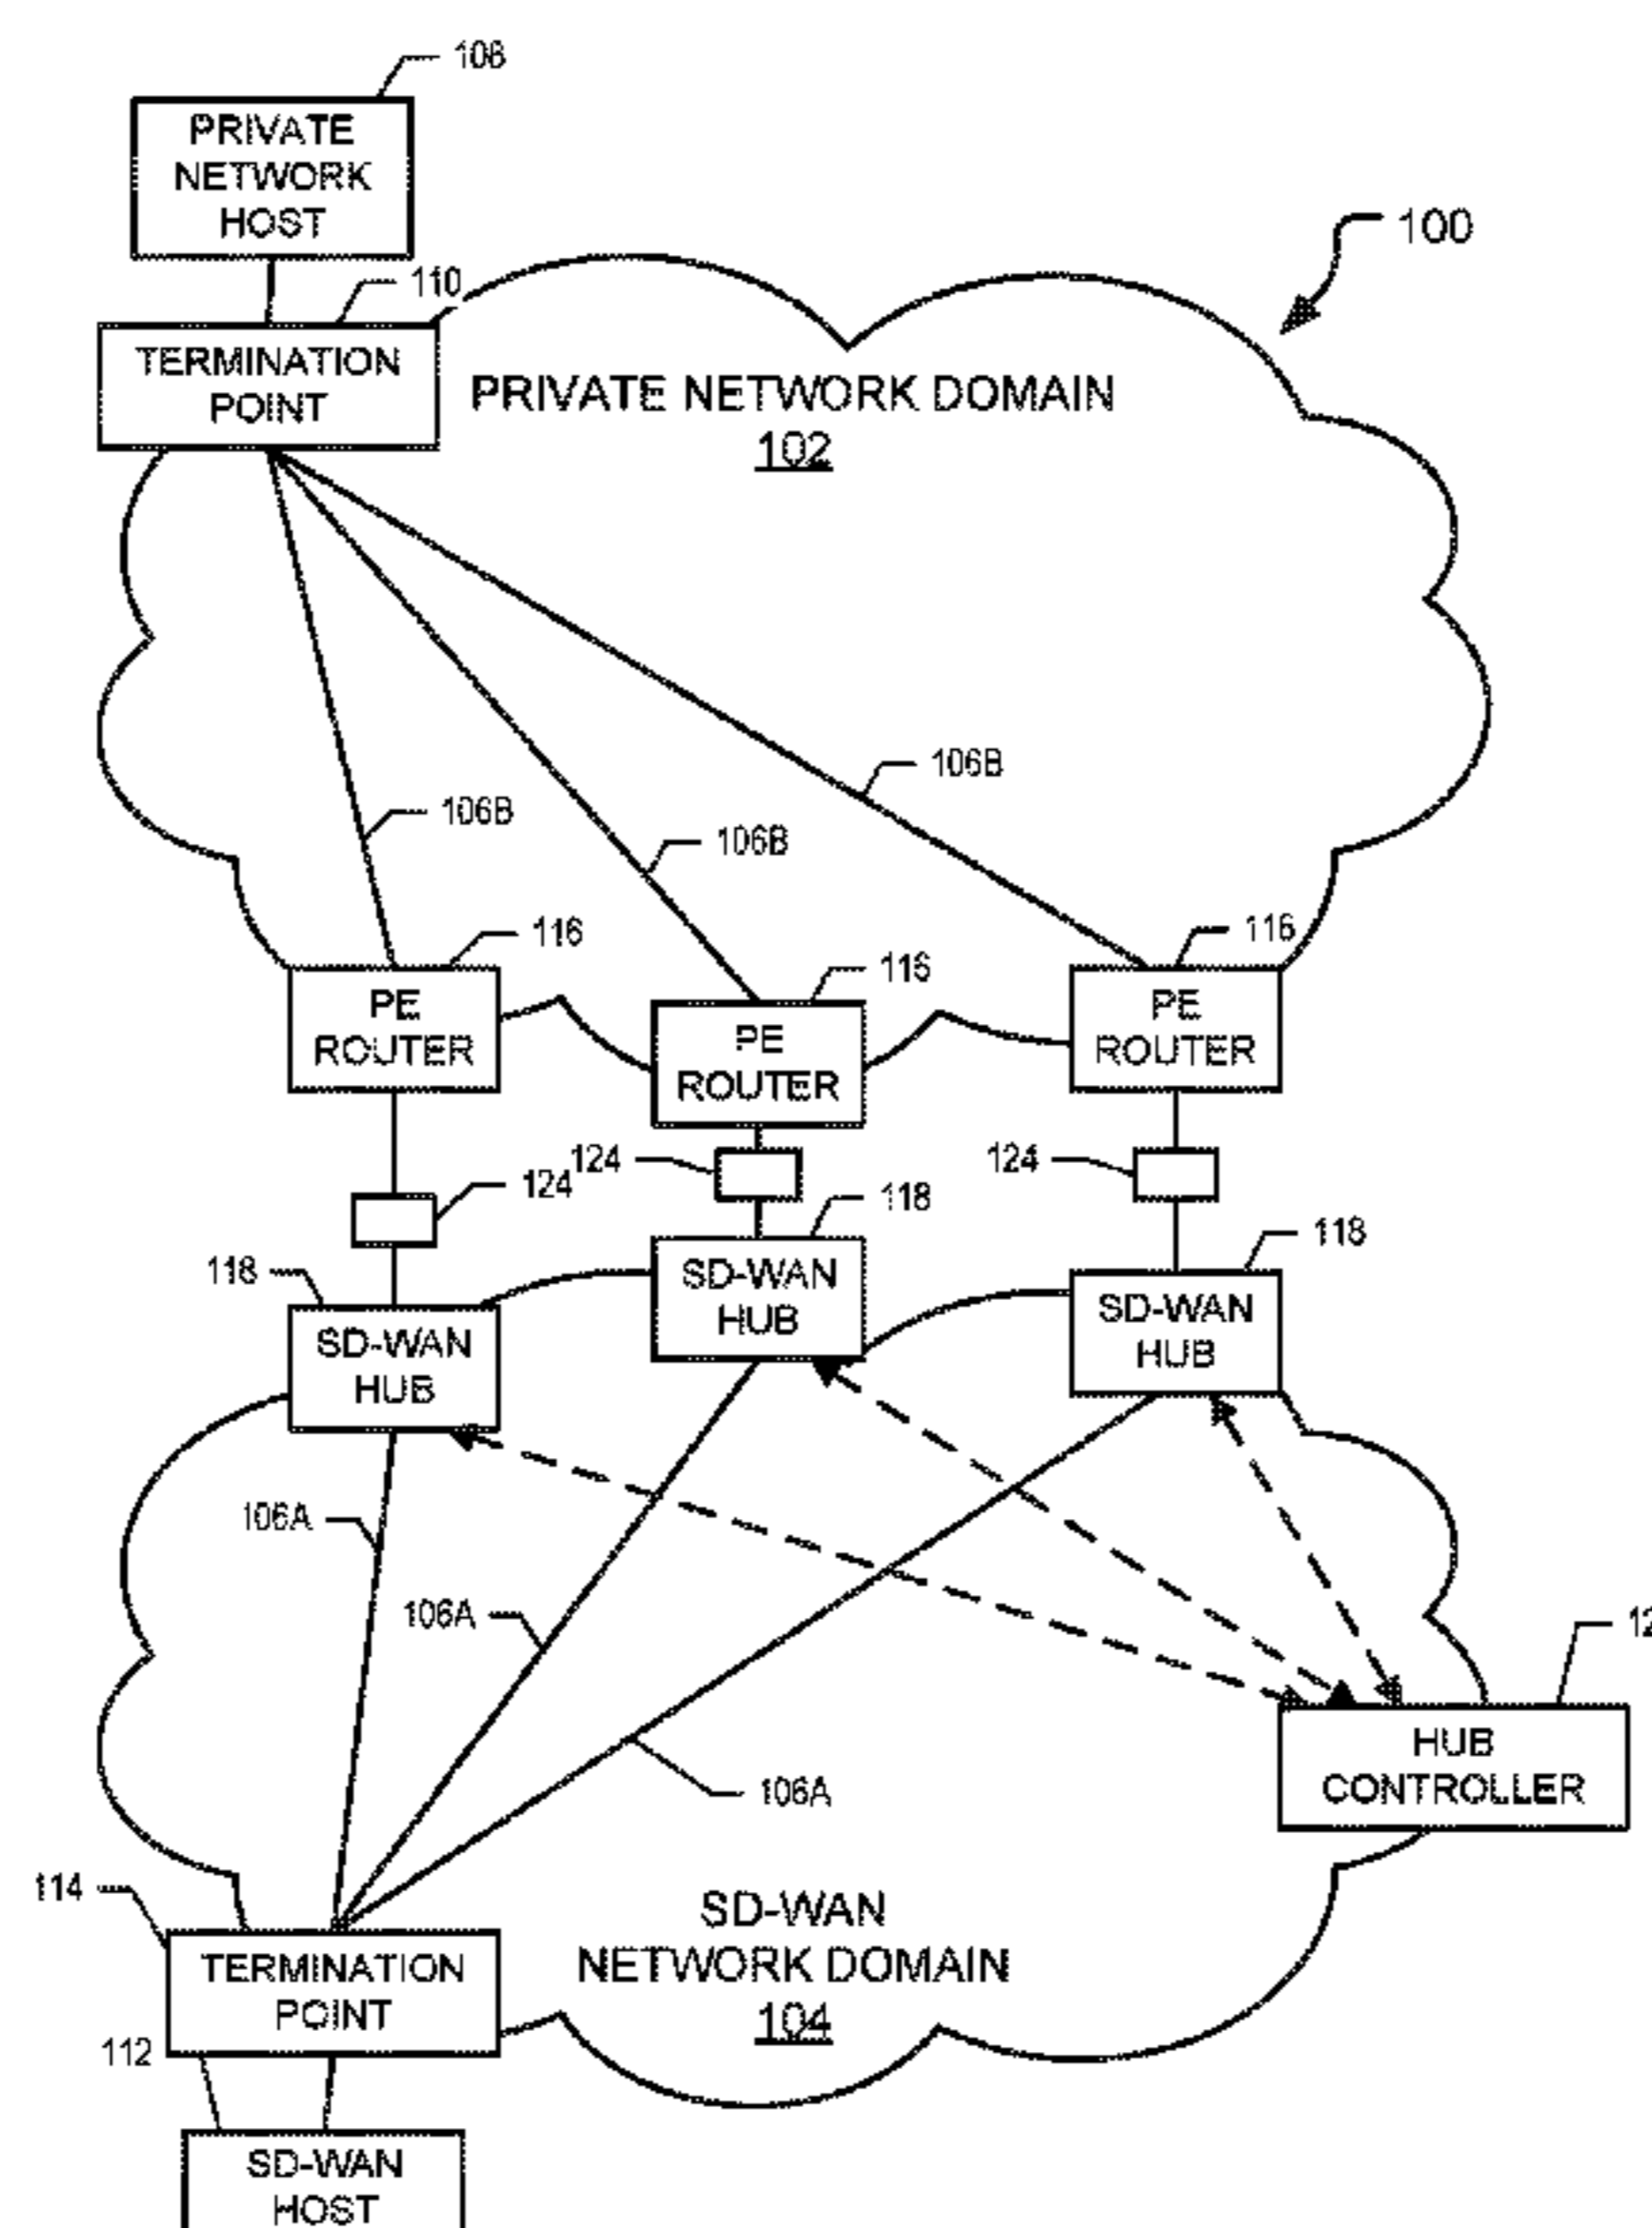 108
PRIVATE
NETWORK
HOST
100
110
TERMINATION
POINT
PRIVATE NETWORK DOMAIN
102
106B
106B
106B
116
116
116
PE
ROUTER
PE
ROUTER
PE
ROUTER
124
124
124
118
118
118
SD-WAN
HUB
SD-WAN
HUB
SD-WAN
HUB
106A
106A
106A
12
HUB
CONTROLLER
114
TERMINATION
POINT
SD-WAN
NETWORK DOMAIN
104
112
SD-WAN
HOST